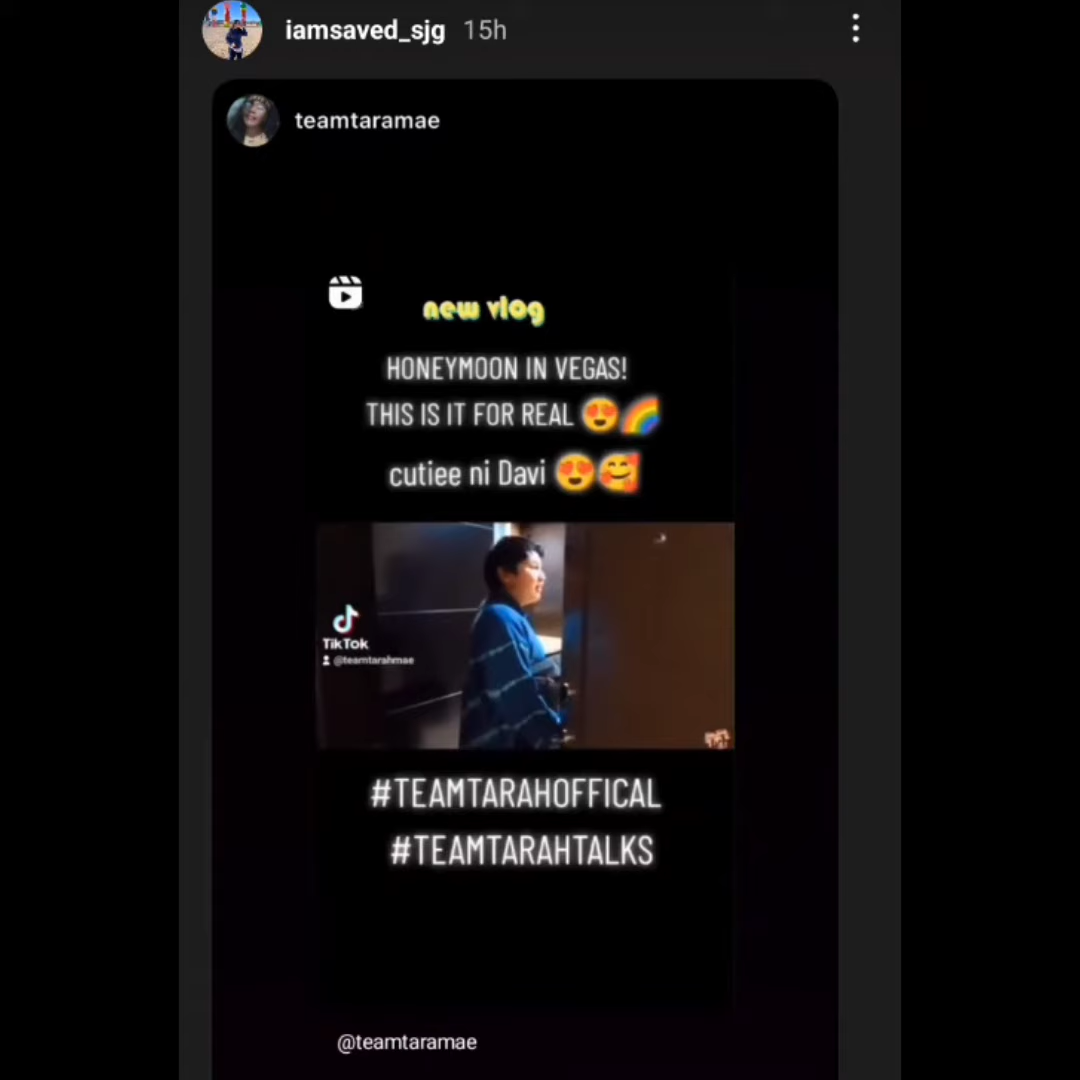 iamsaved_sjg 15h
teamtaramae
new vlog
HONEYMOON IN VEGAS!
THIS IS IT FOR REAL 😍🌈
cutiee ni Davi 😍🥰
TikTok
@teamtarahmae
#TEAMTARAHOFFICAL
#TEAMTARAHTALKS
@teamtaramae